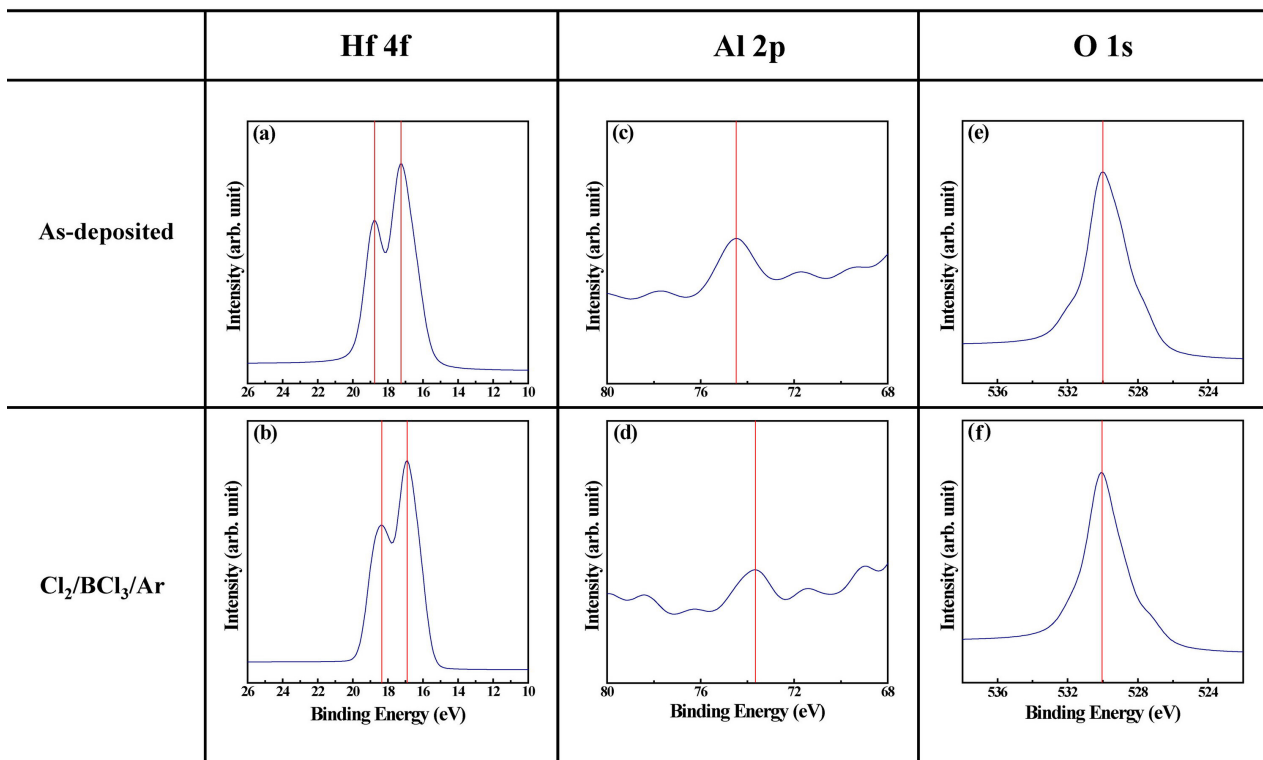 Hf 4f
Al 2p
O 1s
As-deposited
(a)
Intensity (arb. unit)
26 24 22 20 18 16 14 12 10
(c)
Intensity (arb. unit)
80 76 72 68
(e)
Intensity (arb. unit)
536 530 528 524
Cl₂/BCl₃/Ar
(b)
Intensity (arb. unit)
26 24 22 20 18 16 14 12 10
Binding Energy (eV)
(d)
Intensity (arb. unit)
80 76 72 68
Binding Energy (eV)
(f)
Intensity (arb. unit)
536 530 528 524
Binding Energy (eV)